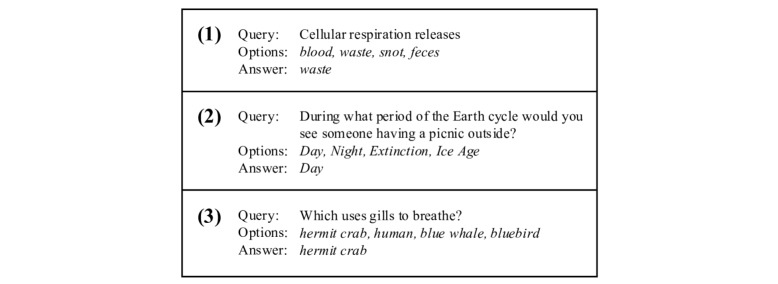 (1) Query: Cellular respiration releases
Options: blood, waste, snot, feces
Answer: waste
(2) Query: During what period of the Earth cycle would you
see someone having a picnic outside?
Options: Day, Night, Extinction, Ice Age
Answer: Day
(3) Query: Which uses gills to breathe?
Options: hermit crab, human, blue whale, bluebird
Answer: hermit crab